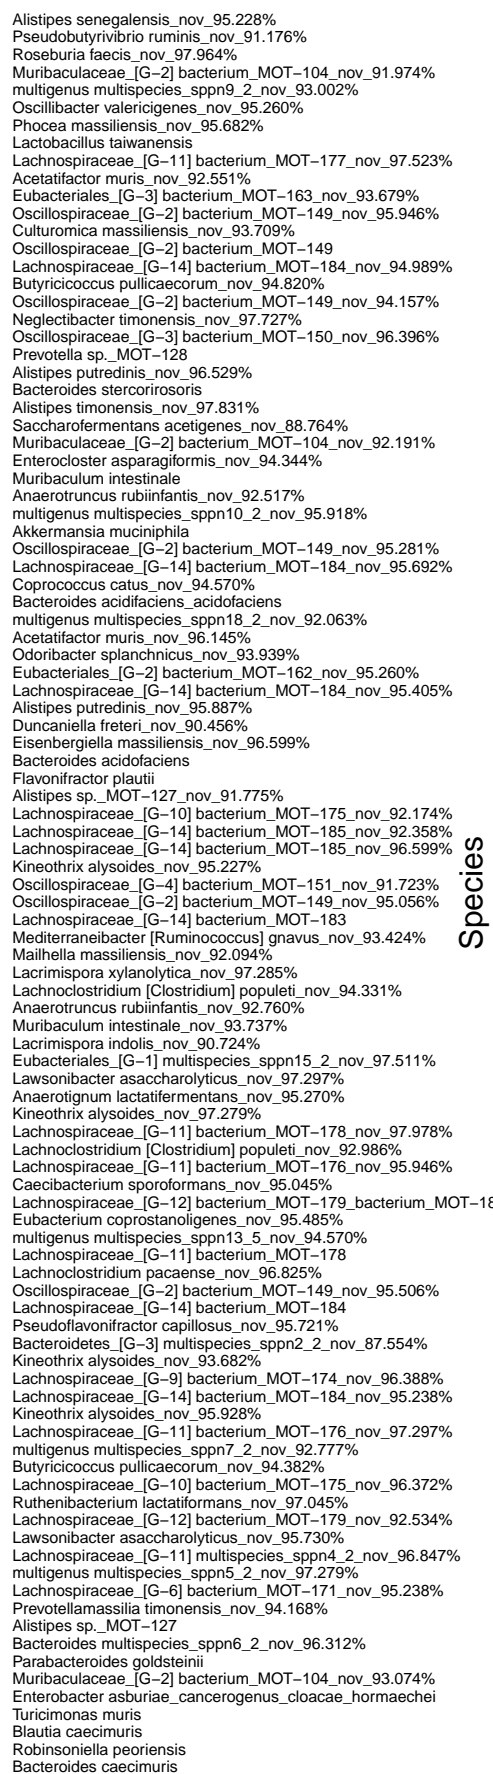 Alistipes senegalensis_nov_95.228%
Pseudobutyrivibrio ruminis_nov_91.176%
Roseburia faecis_nov_97.964%
Muribaculaceae_[G−2] bacterium_MOT−104_nov_91.974%
multigenus multispecies_sppn9_2_nov_93.002%
Oscillibacter valericigenes_nov_95.260%
Phocea massiliensis_nov_95.682%
Lactobacillus taiwanensis
Lachnospiraceae_[G−11] bacterium_MOT−177_nov_97.523%
Acetatifactor muris_nov_92.551%
Eubacteriales_[G−3] bacterium_MOT−163_nov_93.679%
Oscillospiraceae_[G−2] bacterium_MOT−149_nov_95.946%
Culturomica massiliensis_nov_93.709%
Oscillospiraceae_[G−2] bacterium_MOT−149
Lachnospiraceae_[G−14] bacterium_MOT−184_nov_94.989%
Butyricicoccus pullicaecorum_nov_94.820%
Oscillospiraceae_[G−2] bacterium_MOT−149_nov_94.157%
Neglectibacter timonensis_nov_97.727%
Oscillospiraceae_[G−3] bacterium_MOT−150_nov_96.396%
Prevotella sp._MOT−128
Alistipes putredinis_nov_96.529%
Bacteroides stercorirosoris
Alistipes timonensis_nov_97.831%
Saccharofermentans acetigenes_nov_88.764%
Muribaculaceae_[G−2] bacterium_MOT−104_nov_92.191%
Enterocloster asparagiformis_nov_94.344%
Muribaculum intestinale
Anaerotruncus rubiinfantis_nov_92.517%
multigenus multispecies_sppn10_2_nov_95.918%
Akkermansia muciniphila
Oscillospiraceae_[G−2] bacterium_MOT−149_nov_95.281%
Lachnospiraceae_[G−14] bacterium_MOT−184_nov_95.692%
Coprococcus catus_nov_94.570%
Bacteroides acidifaciens_acidofaciens
multigenus multispecies_sppn18_2_nov_92.063%
Acetatifactor muris_nov_96.145%
Odoribacter splanchnicus_nov_93.939%
Eubacteriales_[G−2] bacterium_MOT−162_nov_95.260%
Lachnospiraceae_[G−14] bacterium_MOT−184_nov_95.405%
Alistipes putredinis_nov_95.887%
Duncaniella freteri_nov_90.456%
Eisenbergiella massiliensis_nov_96.599%
Bacteroides acidofaciens
Flavonifractor plautii
Alistipes sp._MOT−127_nov_91.775%
Lachnospiraceae_[G−10] bacterium_MOT−175_nov_92.174%
Lachnospiraceae_[G−14] bacterium_MOT−185_nov_92.358%
Lachnospiraceae_[G−14] bacterium_MOT−185_nov_96.599%
Kineothrix alysoides_nov_95.227%
Oscillospiraceae_[G−4] bacterium_MOT−151_nov_91.723%
Oscillospiraceae_[G−2] bacterium_MOT−149_nov_95.056%
Lachnospiraceae_[G−14] bacterium_MOT−183
Mediterraneibacter [Ruminococcus] gnavus_nov_93.424%
Mailhella massiliensis_nov_92.094%
Lacrimispora xylanolytica_nov_97.285%
Lachnoclostridium [Clostridium] populeti_nov_94.331%
Anaerotruncus rubiinfantis_nov_92.760%
Muribaculum intestinale_nov_93.737%
Lacrimispora indolis_nov_90.724%
Eubacteriales_[G−1] multispecies_sppn15_2_nov_97.511%
Lawsonibacter asaccharolyticus_nov_97.297%
Anaerotignum lactatifermentans_nov_95.270%
Kineothrix alysoides_nov_97.279%
Lachnospiraceae_[G−11] bacterium_MOT−178_nov_97.978%
Lachnoclostridium [Clostridium] populeti_nov_92.986%
Lachnospiraceae_[G−11] bacterium_MOT−176_nov_95.946%
Caecibacterium sporoformans_nov_95.045%
Lachnospiraceae_[G−12] bacterium_MOT−179_bacterium_MOT−18
Eubacterium coprostanoligenes_nov_95.485%
multigenus multispecies_sppn13_5_nov_94.570%
Lachnospiraceae_[G−11] bacterium_MOT−178
Lachnoclostridium pacaense_nov_96.825%
Oscillospiraceae_[G−2] bacterium_MOT−149_nov_95.506%
Lachnospiraceae_[G−14] bacterium_MOT−184
Pseudoflavonifractor capillosus_nov_95.721%
Bacteroidetes_[G−3] multispecies_sppn2_2_nov_87.554%
Kineothrix alysoides_nov_93.682%
Lachnospiraceae_[G−9] bacterium_MOT−174_nov_96.388%
Lachnospiraceae_[G−14] bacterium_MOT−184_nov_95.238%
Kineothrix alysoides_nov_95.928%
Lachnospiraceae_[G−11] bacterium_MOT−176_nov_97.297%
multigenus multispecies_sppn7_2_nov_92.777%
Butyricicoccus pullicaecorum_nov_94.382%
Lachnospiraceae_[G−10] bacterium_MOT−175_nov_96.372%
Ruthenibacterium lactatiformans_nov_97.045%
Lachnospiraceae_[G−12] bacterium_MOT−179_nov_92.534%
Lawsonibacter asaccharolyticus_nov_95.730%
Lachnospiraceae_[G−11] multispecies_sppn4_2_nov_96.847%
multigenus multispecies_sppn5_2_nov_97.279%
Lachnospiraceae_[G−6] bacterium_MOT−171_nov_95.238%
Prevotellamassilia timonensis_nov_94.168%
Alistipes sp._MOT−127
Bacteroides multispecies_sppn6_2_nov_96.312%
Parabacteroides goldsteinii
Muribaculaceae_[G−2] bacterium_MOT−104_nov_93.074%
Enterobacter asburiae_cancerogenus_cloacae_hormaechei
Turicimonas muris
Blautia caecimuris
Robinsoniella peoriensis
Bacteroides caecimuris
Species